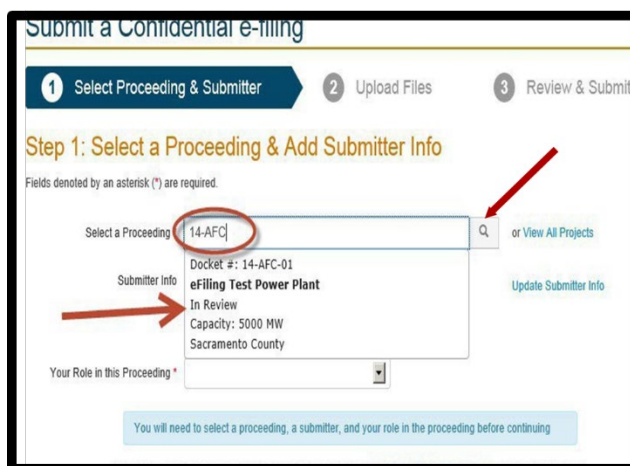 Submit a Confidential e-filing
1 Select Proceeding & Submitter 2 Upload Files 3 Review & Submit
Step 1: Select a Proceeding & Add Submitter Info
Fields denoted by an asterisk (*) are required.
Select a Proceeding 14-AFC or View All Projects
Docket #: 14-AFC-01
Submitter Info eFiling Test Power Plant Update Submitter Info
In Review
Capacity: 5000 MW
Sacramento County
Your Role in this Proceeding *
You will need to select a proceeding, a submitter, and your role in the proceeding before continuing